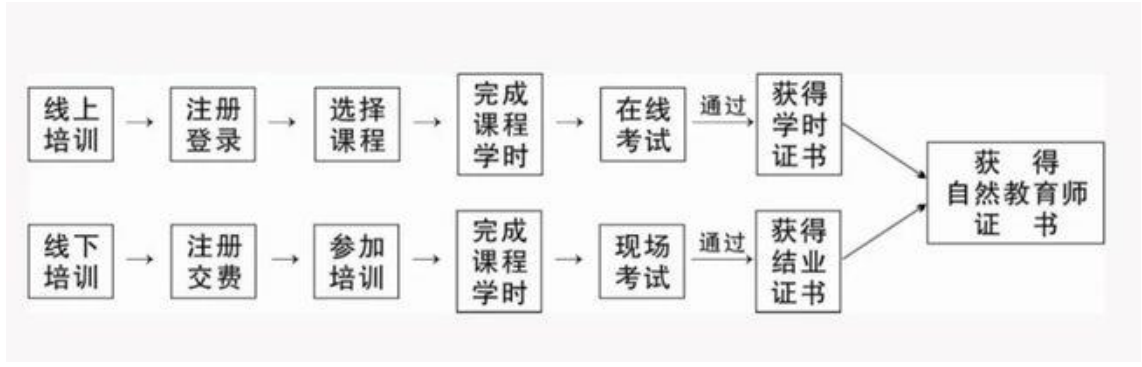 线上
培训
注册
登录
选择
课程
完成
课程
学时
在线
考试
通过
获得
学时
证书
线下
培训
注册
交费
参加
培训
完成
课程
学时
现场
考试
通过
获得
结业
证书
获 得
自然教育师
证 书